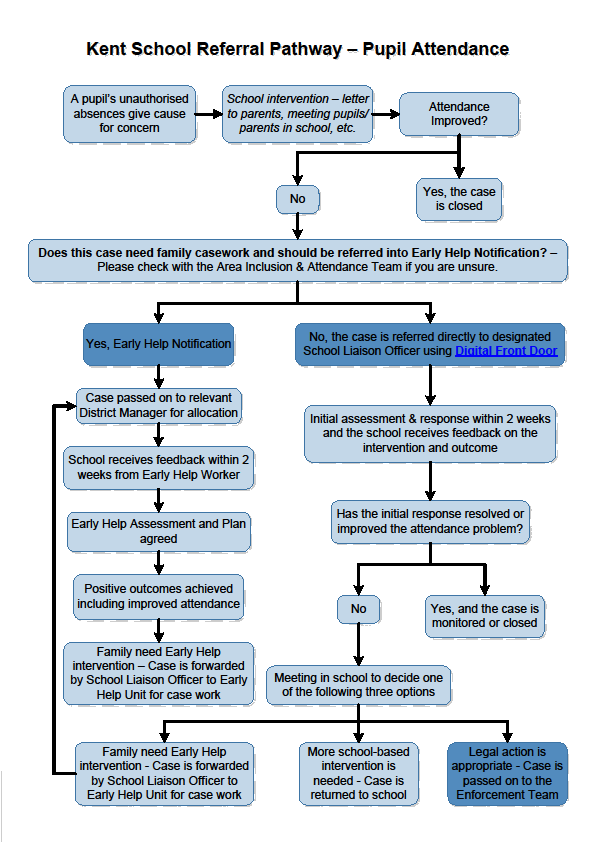 Kent School Referral Pathway – Pupil Attendance
A pupil's unauthorised
absences give cause
for concern
School intervention – letter
to parents, meeting pupils/
parents in school, etc.
Attendance
Improved?
No
Yes, the case
is closed
Does this case need family casework and should be referred into Early Help Notification? –
Please check with the Area Inclusion & Attendance Team if you are unsure.
Yes, Early Help Notification
No, the case is referred directly to designated
School Liaison Officer using Digital Front Door
Case passed on to relevant
District Manager for allocation
Initial assessment & response within 2 weeks
and the school receives feedback on the
intervention and outcome
School receives feedback within 2
weeks from Early Help Worker
Has the initial response resolved or
improved the attendance problem?
Early Help Assessment and Plan
agreed
Positive outcomes achieved
including improved attendance
No
Yes, and the case is
monitored or closed
Family need Early Help
intervention – Case is forwarded
by School Liaison Officer to Early
Help Unit for case work
Meeting in school to decide one
of the following three options
Family need Early Help
intervention - Case is forwarded
by School Liaison Officer to
Early Help Unit for case work
More school-based
intervention is
needed - Case is
returned to school
Legal action is
appropriate - Case is
passed on to the
Enforcement Team